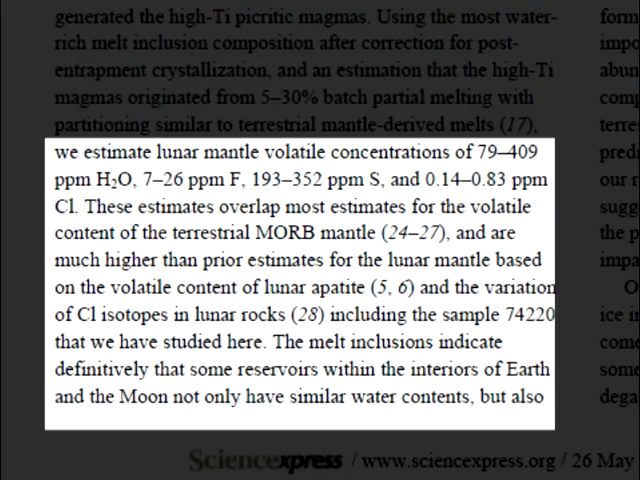 generated the high-Ti picritic magmas. Using the most water-
rich melt inclusion composition after correction for post-
entrapment crystallization, and an estimation that the high-Ti
magmas originated from 5–30% batch partial melting with
partitioning similar to terrestrial mantle-derived melts (17),
we estimate lunar mantle volatile concentrations of 79–409
ppm H₂O, 7–26 ppm F, 193–352 ppm S, and 0.14–0.83 ppm
Cl. These estimates overlap most estimates for the volatile
content of the terrestrial MORB mantle (24–27), and are
much higher than prior estimates for the lunar mantle based
on the volatile content of lunar apatite (5, 6) and the variation
of Cl isotopes in lunar rocks (28) including the sample 74220
that we have studied here. The melt inclusions indicate
definitively that some reservoirs within the interiors of Earth
and the Moon not only have similar water contents, but also
Sciencexpress / www.sciencexpress.org / 26 May
our
the
ice in
some